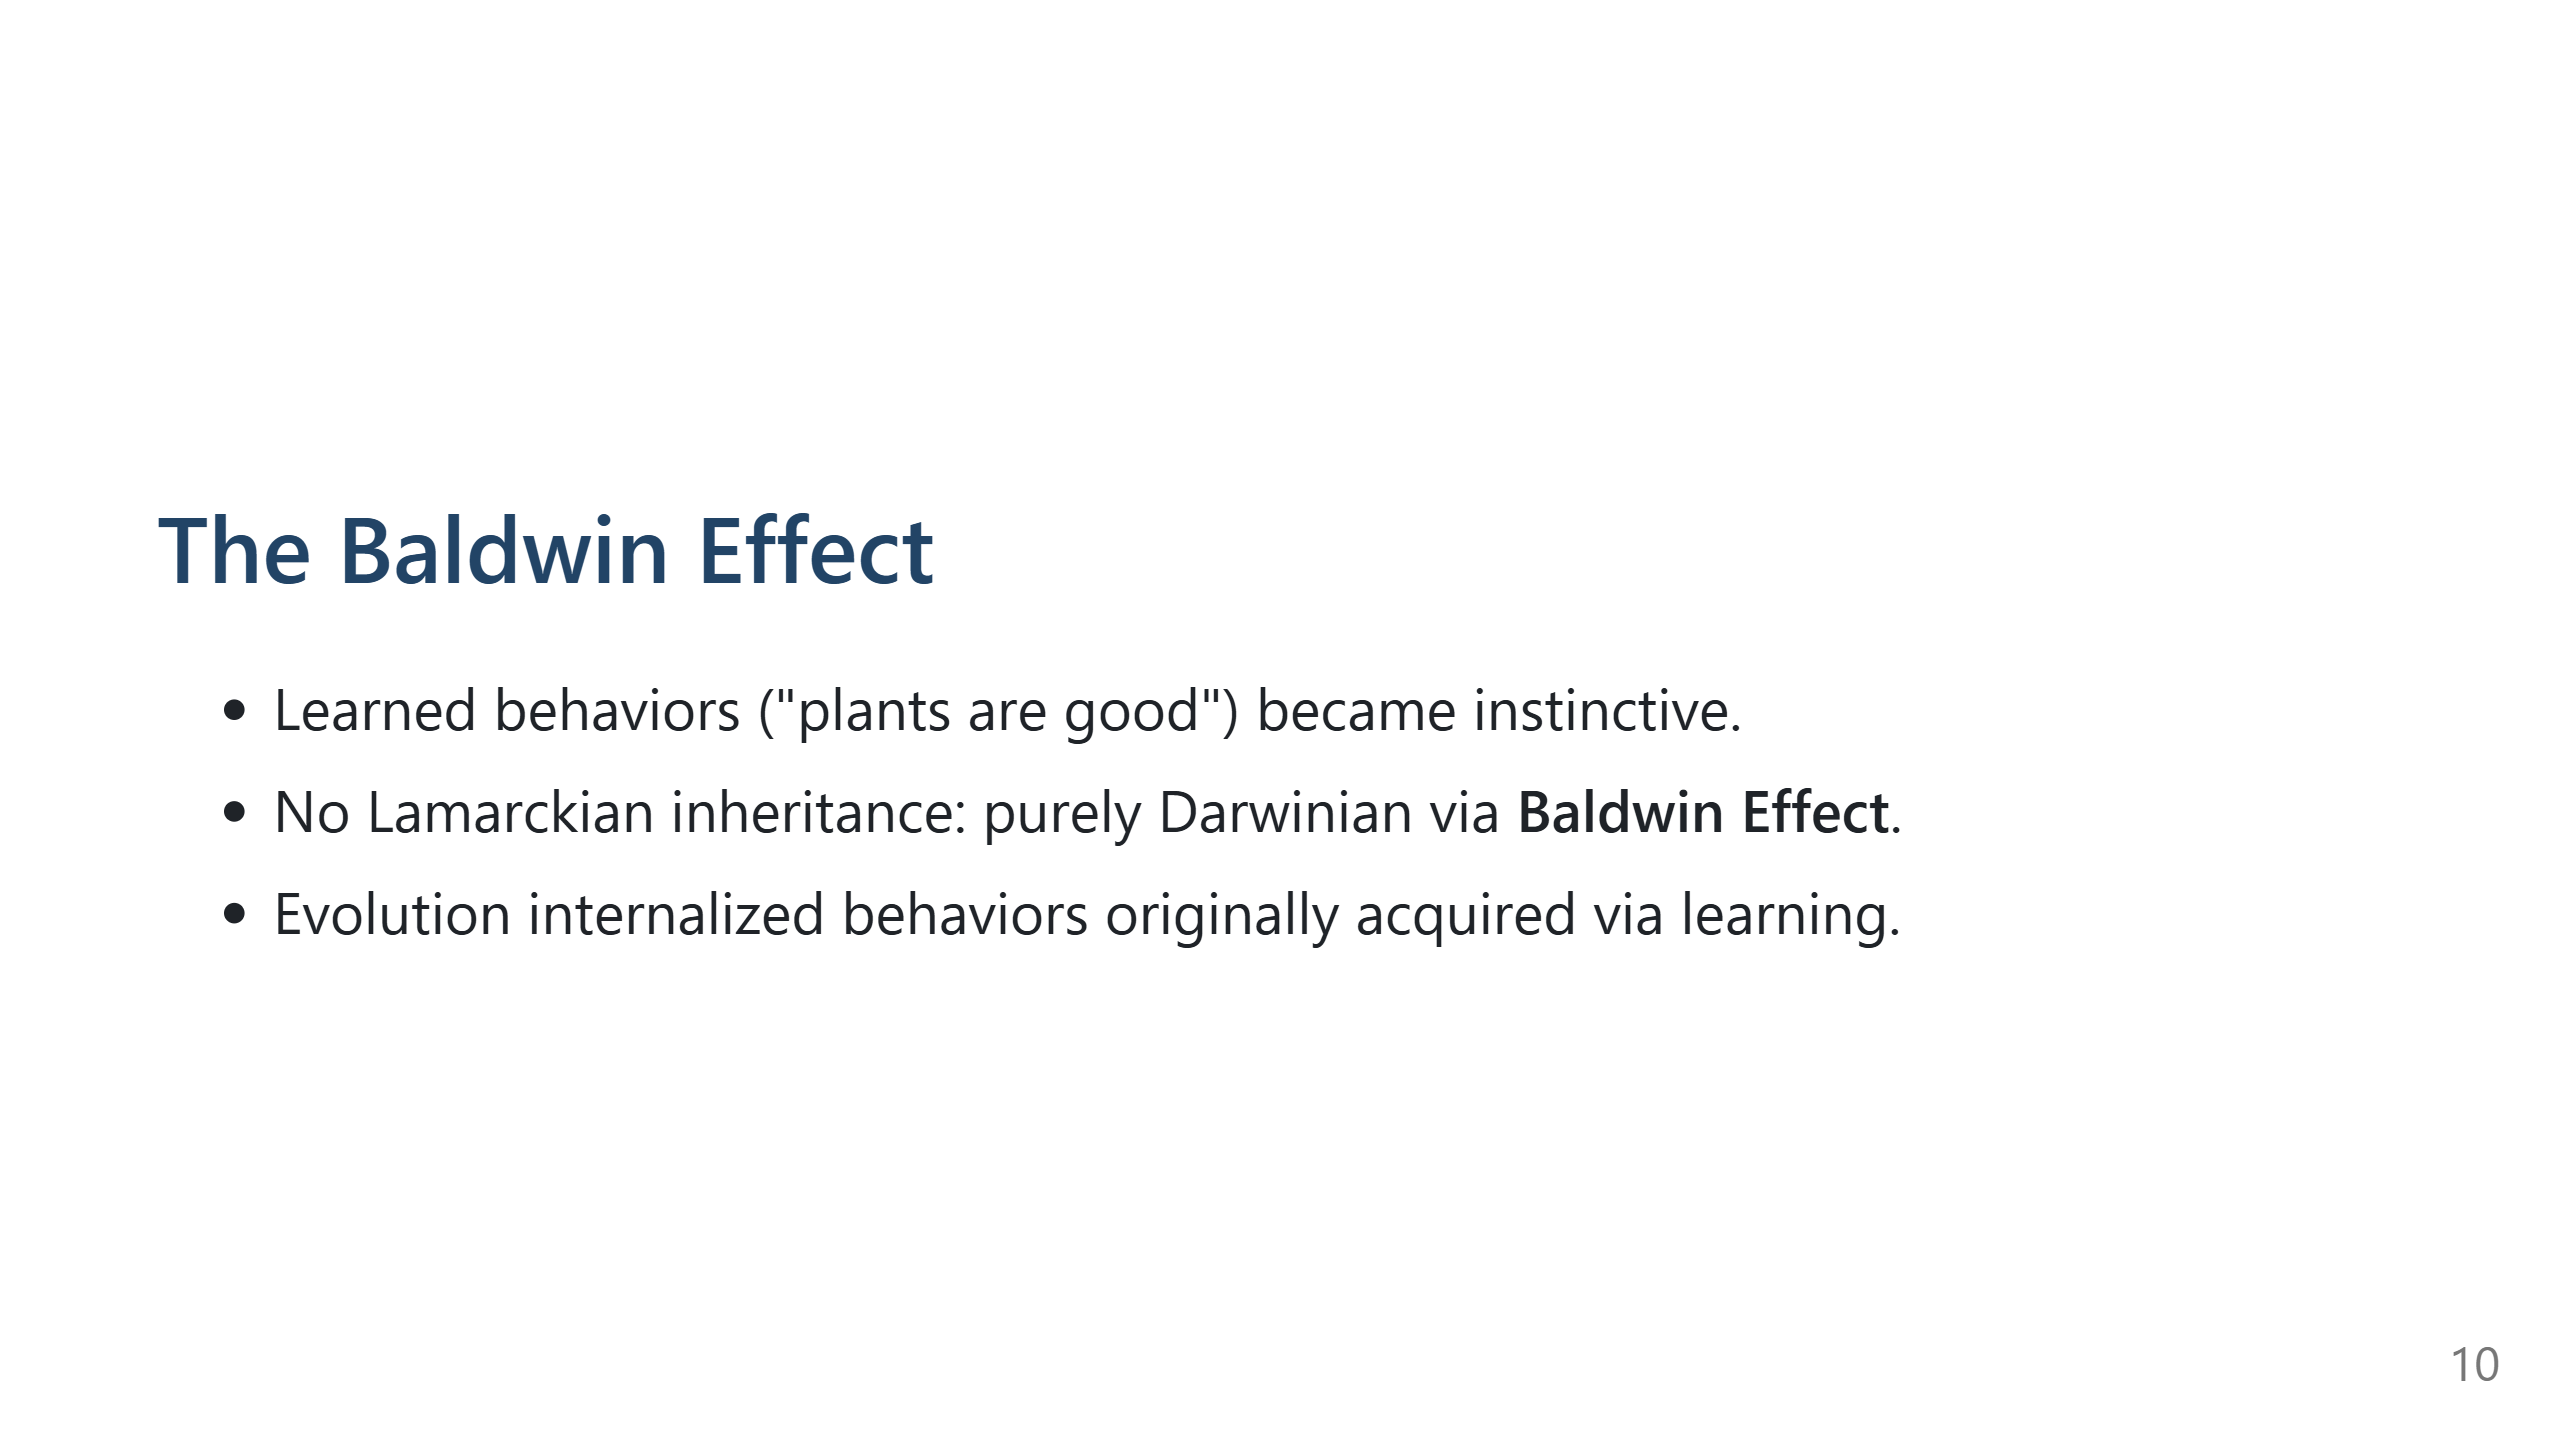 The Baldwin Effect
• Learned behaviors ("plants are good") became instinctive.
• No Lamarckian inheritance: purely Darwinian via Baldwin Effect.
• Evolution internalized behaviors originally acquired via learning.
10